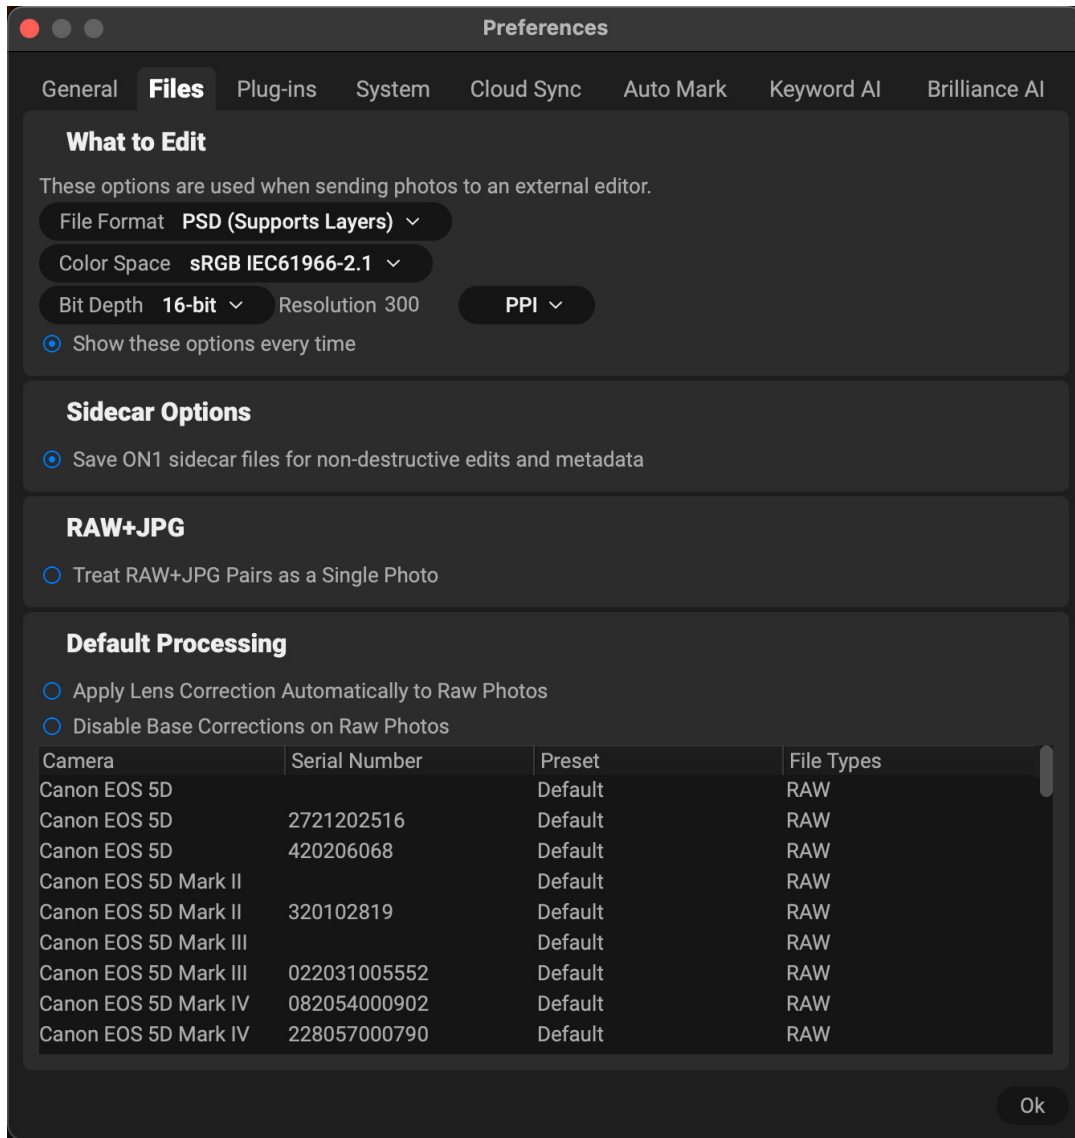 Preferences
General Files Plug-ins System Cloud Sync Auto Mark Keyword AI Brilliance AI
What to Edit
These options are used when sending photos to an external editor.
File Format PSD (Supports Layers)
Color Space sRGB IEC61966-2.1
Bit Depth 16-bit Resolution 300 PPI
Show these options every time
Sidecar Options
Save ON1 sidecar files for non-destructive edits and metadata
RAW+JPG
Treat RAW+JPG Pairs as a Single Photo
Default Processing
Apply Lens Correction Automatically to Raw Photos
Disable Base Corrections on Raw Photos
Camera Serial Number Preset File Types
Canon EOS 5D Default RAW
Canon EOS 5D 2721202516 Default RAW
Canon EOS 5D 420206068 Default RAW
Canon EOS 5D Mark II Default RAW
Canon EOS 5D Mark II 320102819 Default RAW
Canon EOS 5D Mark III Default RAW
Canon EOS 5D Mark III 022031005552 Default RAW
Canon EOS 5D Mark IV 082054000902 Default RAW
Canon EOS 5D Mark IV 228057000790 Default RAW
Ok